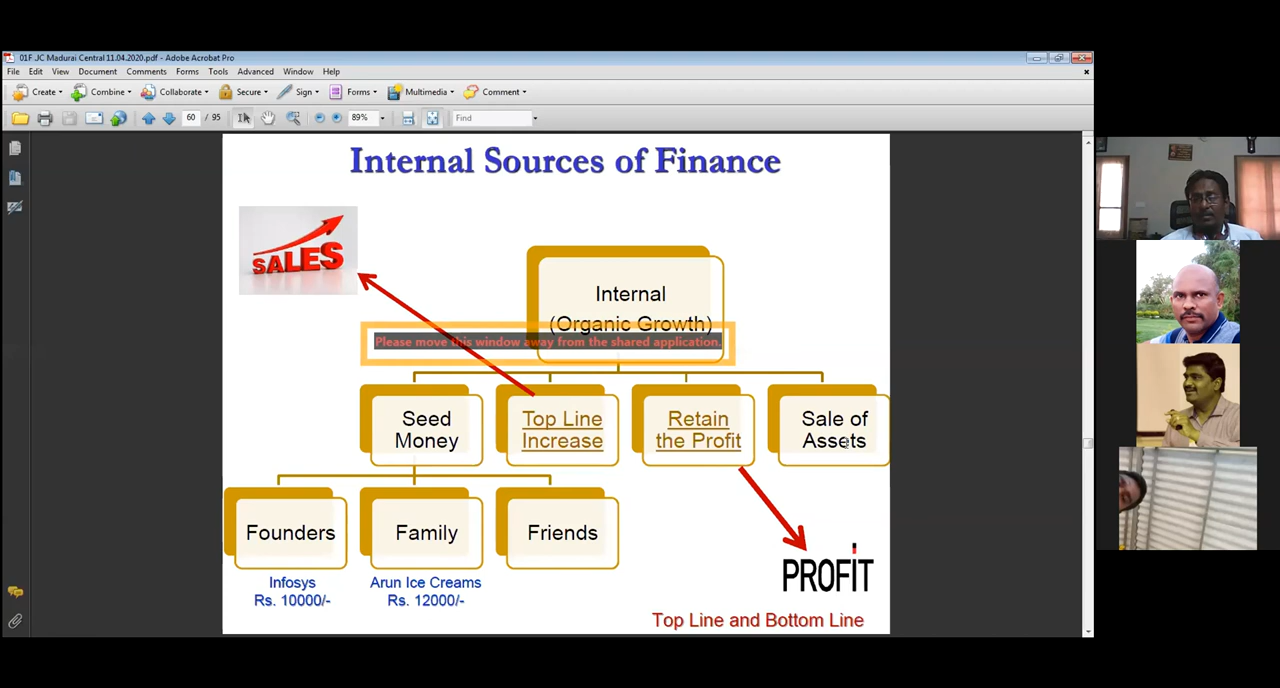 01F JC Madurai Central 11.04.2020.pdf - Adobe Acrobat Pro
File Edit View Document Comments Forms Tools Advanced Window Help
Create Combine Collaborate Secure Sign Forms Multimedia Comment
60 / 95 89% Find
Internal Sources of Finance
SALES
Internal
(Organic Growth)
Please move this window away from the shared application.
Seed
Money
Top Line
Increase
Retain
the Profit
Sale of
Assets
Founders
Family
Friends
Infosys
Rs. 10000/-
Arun Ice Creams
Rs. 12000/-
PROFIT
Top Line and Bottom Line